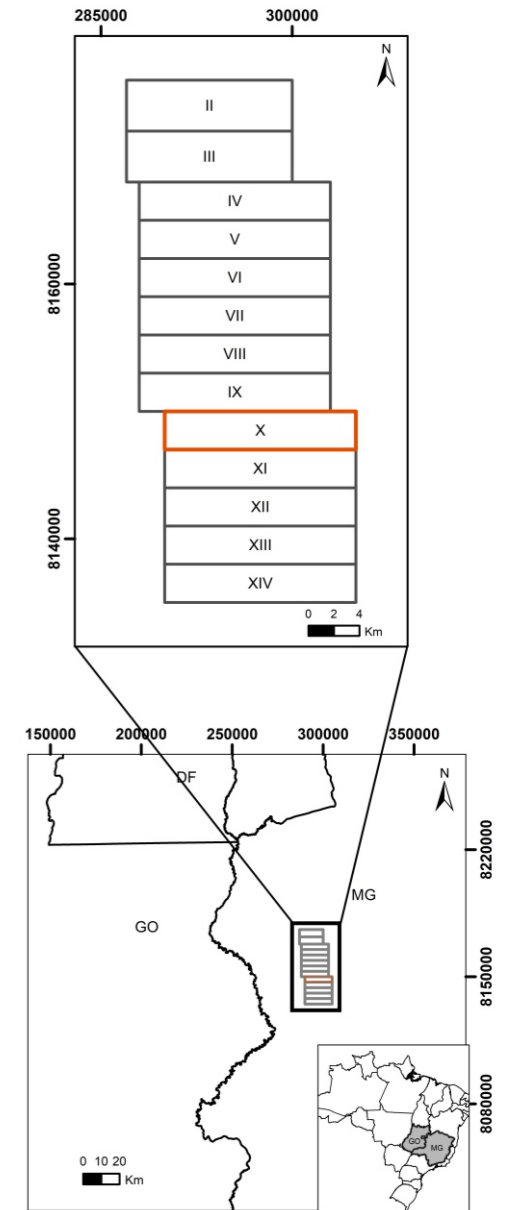 285000 300000
N
II
III
IV
V
8160000
VI
VII
VIII
IX
X
XI
XII
8140000
XIII
XIV
0 2 4
Km
150000 200000 250000 300000 350000
DF
N
8220000
MG
GO
8150000
8080000
GO
MG
0 10 20
Km